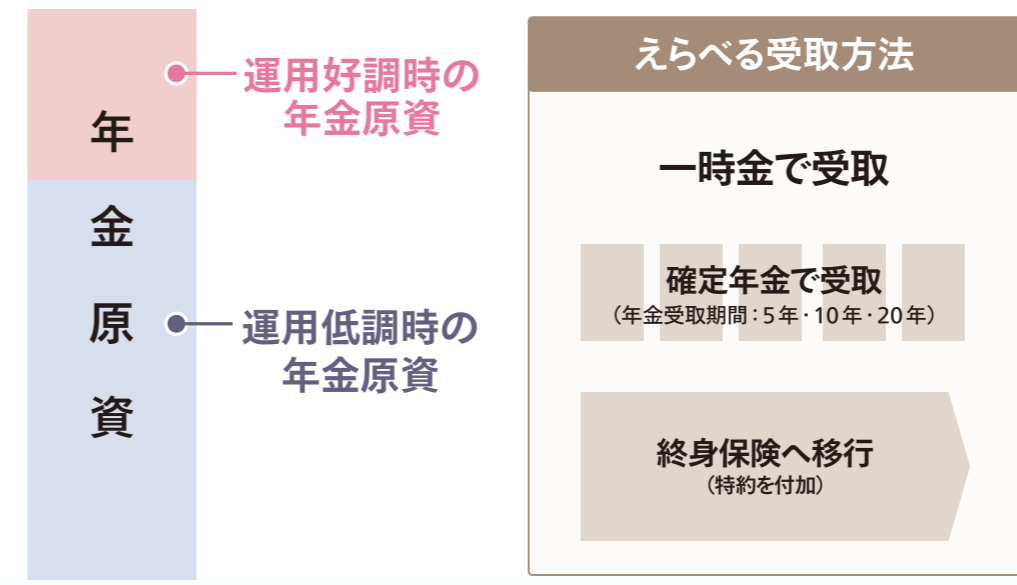 年金原資
運用好調時の
年金原資
運用低調時の
年金原資
えらべる受取方法
一時金で受取
確定年金で受取
（年金受取期間：5年・10年・20年）
終身保険へ移行
（特約を付加）